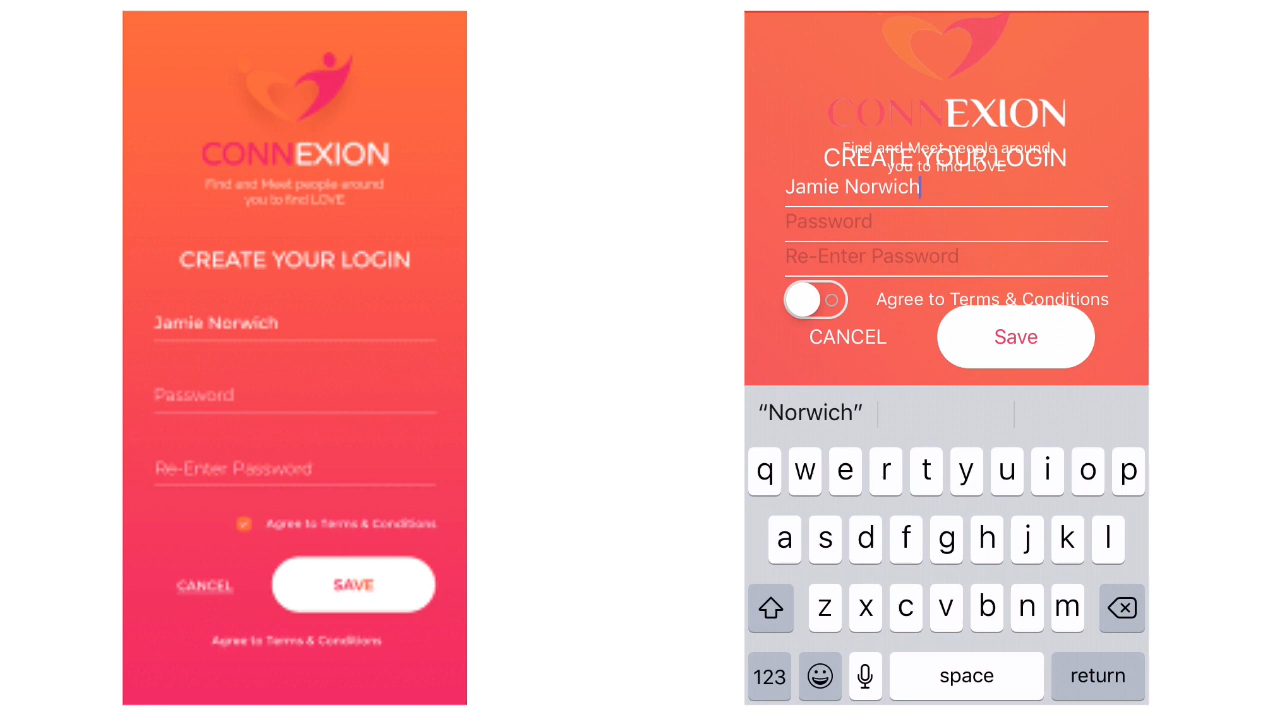 CONNEXION
Find and Meet people around
you to find LOVE
CREATE YOUR LOGIN
Jamie Norwich
Password
Re-Enter Password
Agree to Terms & Conditions
CANCEL SAVE
Agree to Terms & Conditions
CONNEXION
Find and Meet people around
CREATE YOUR LOGIN
you to find LOVE
Jamie Norwich
Password
Re-Enter Password
Agree to Terms & Conditions
CANCEL Save
“Norwich”
q w e r t y u i o p
a s d f g h j k l
z x c v b n m
123 space return